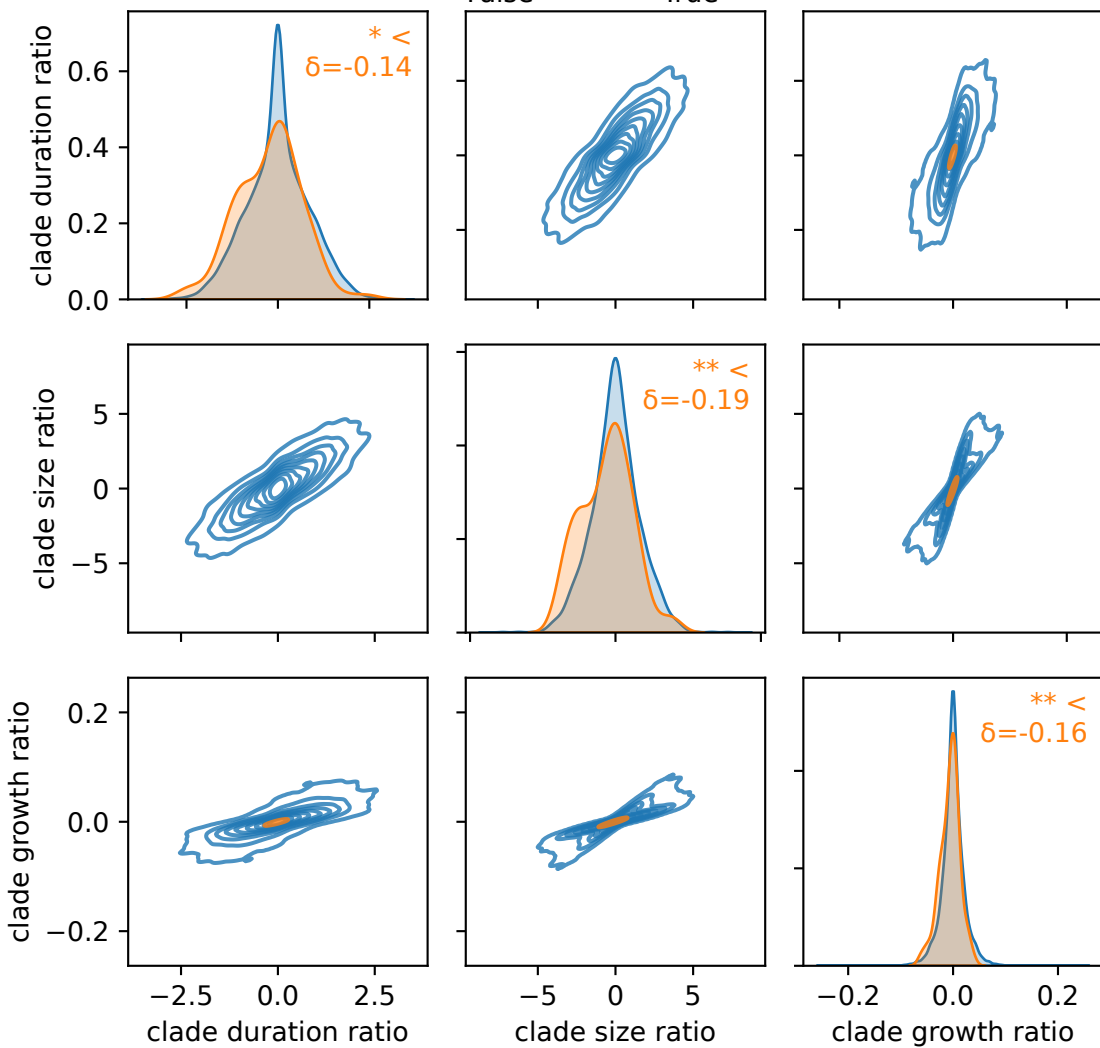 clade duration ratio
0.6
0.4
0.2
0.0
* <
δ=-0.14
clade size ratio
5
0
−5
** <
δ=-0.19
clade growth ratio
0.2
0.0
−0.2
** <
δ=-0.16
−2.5 0.0 2.5 −5 0 5 −0.2 0.0 0.2
clade duration ratio clade size ratio clade growth ratio